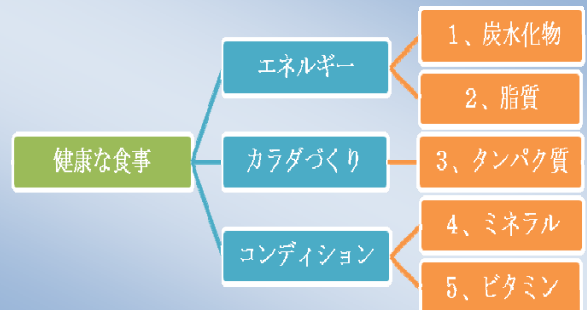 健康な食事
エネルギー
1、炭水化物
2、脂質
カラダづくり
3、タンパク質
コンディション
4、ミネラル
5、ビタミン